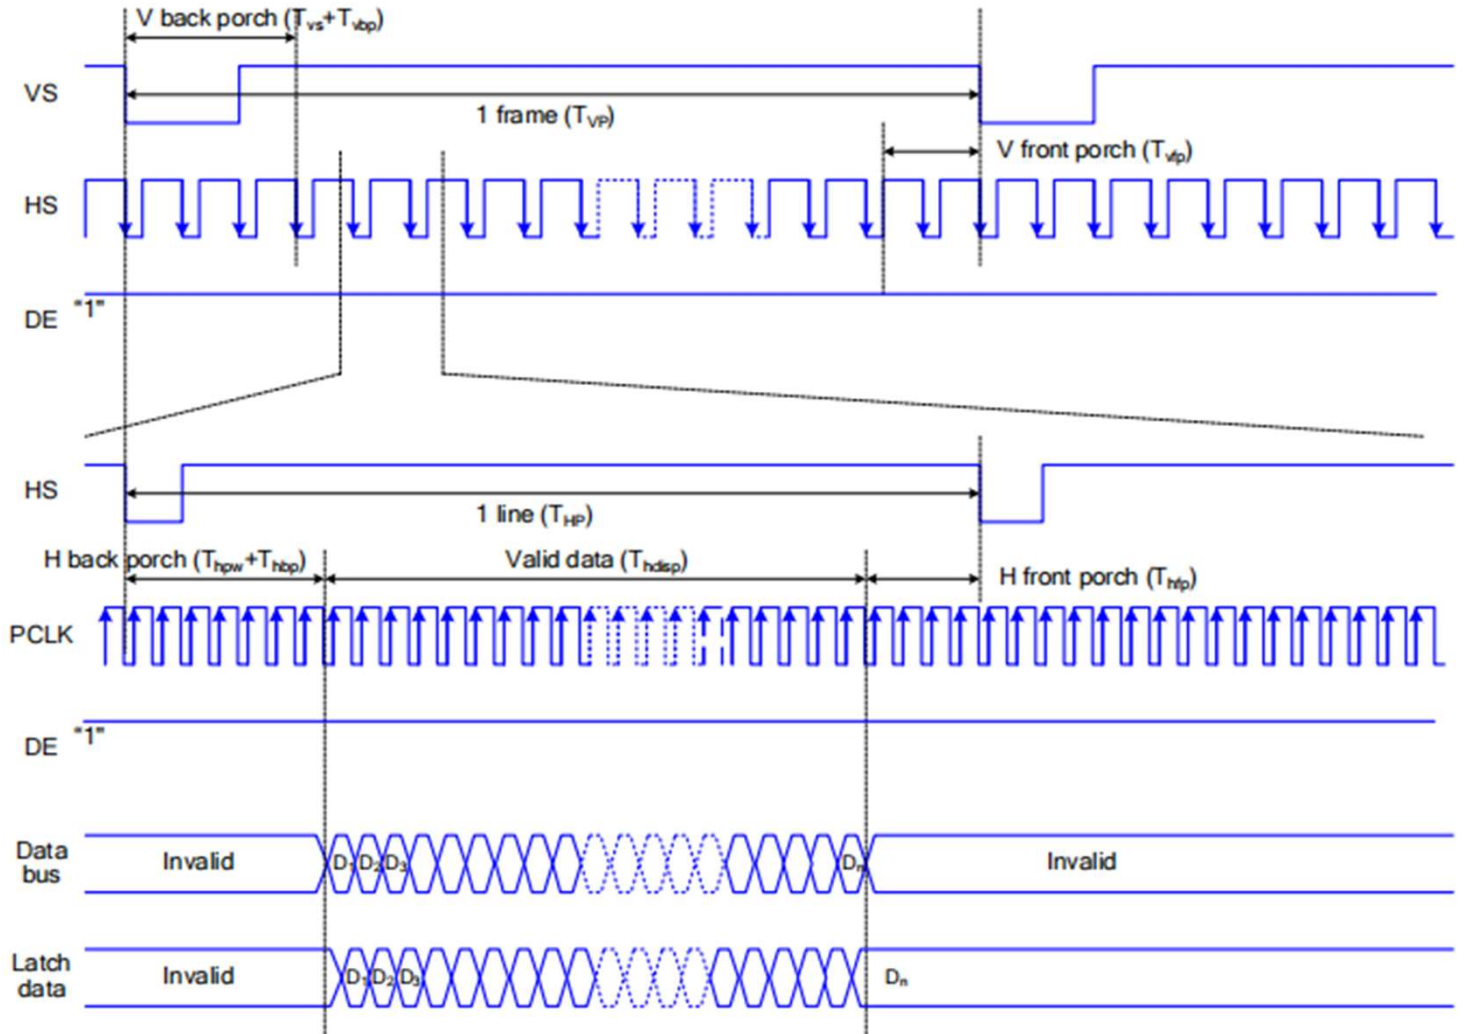 V back porch (Tvs+Tvbp)
VS
1 frame (TVP)
V front porch (Tvfp)
HS
"1"
DE
HS
1 line (THP)
H back porch (Thpw+Thbp)
Valid data (Thdisp)
H front porch (Thfp)
PCLK
"1"
DE
Data
bus
Invalid
D1 D2 D3
Dn
Invalid
Latch
data
Invalid
D1 D2 D3
Dn